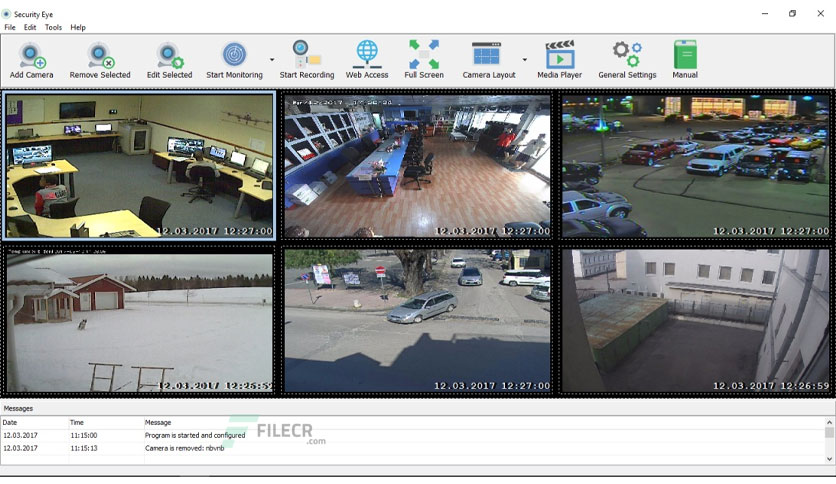 Security Eye
File Edit Tools Help
Add Camera Remove Selected Edit Selected Start Monitoring Start Recording Web Access Full Screen Camera Layout Media Player General Settings Manual
12.03.2017 12:27:00
12.03.2017 12:27:00
12.03.2017 12:27:00
12.03.2017 12:26:52
12.03.2017 12:27:00
12.03.2017 12:26:59
Messages
Date Time Message
12.03.2017 11:15:00 Program is started and configured
12.03.2017 11:15:13 Camera is removed: nbvnb
FILECR
.com